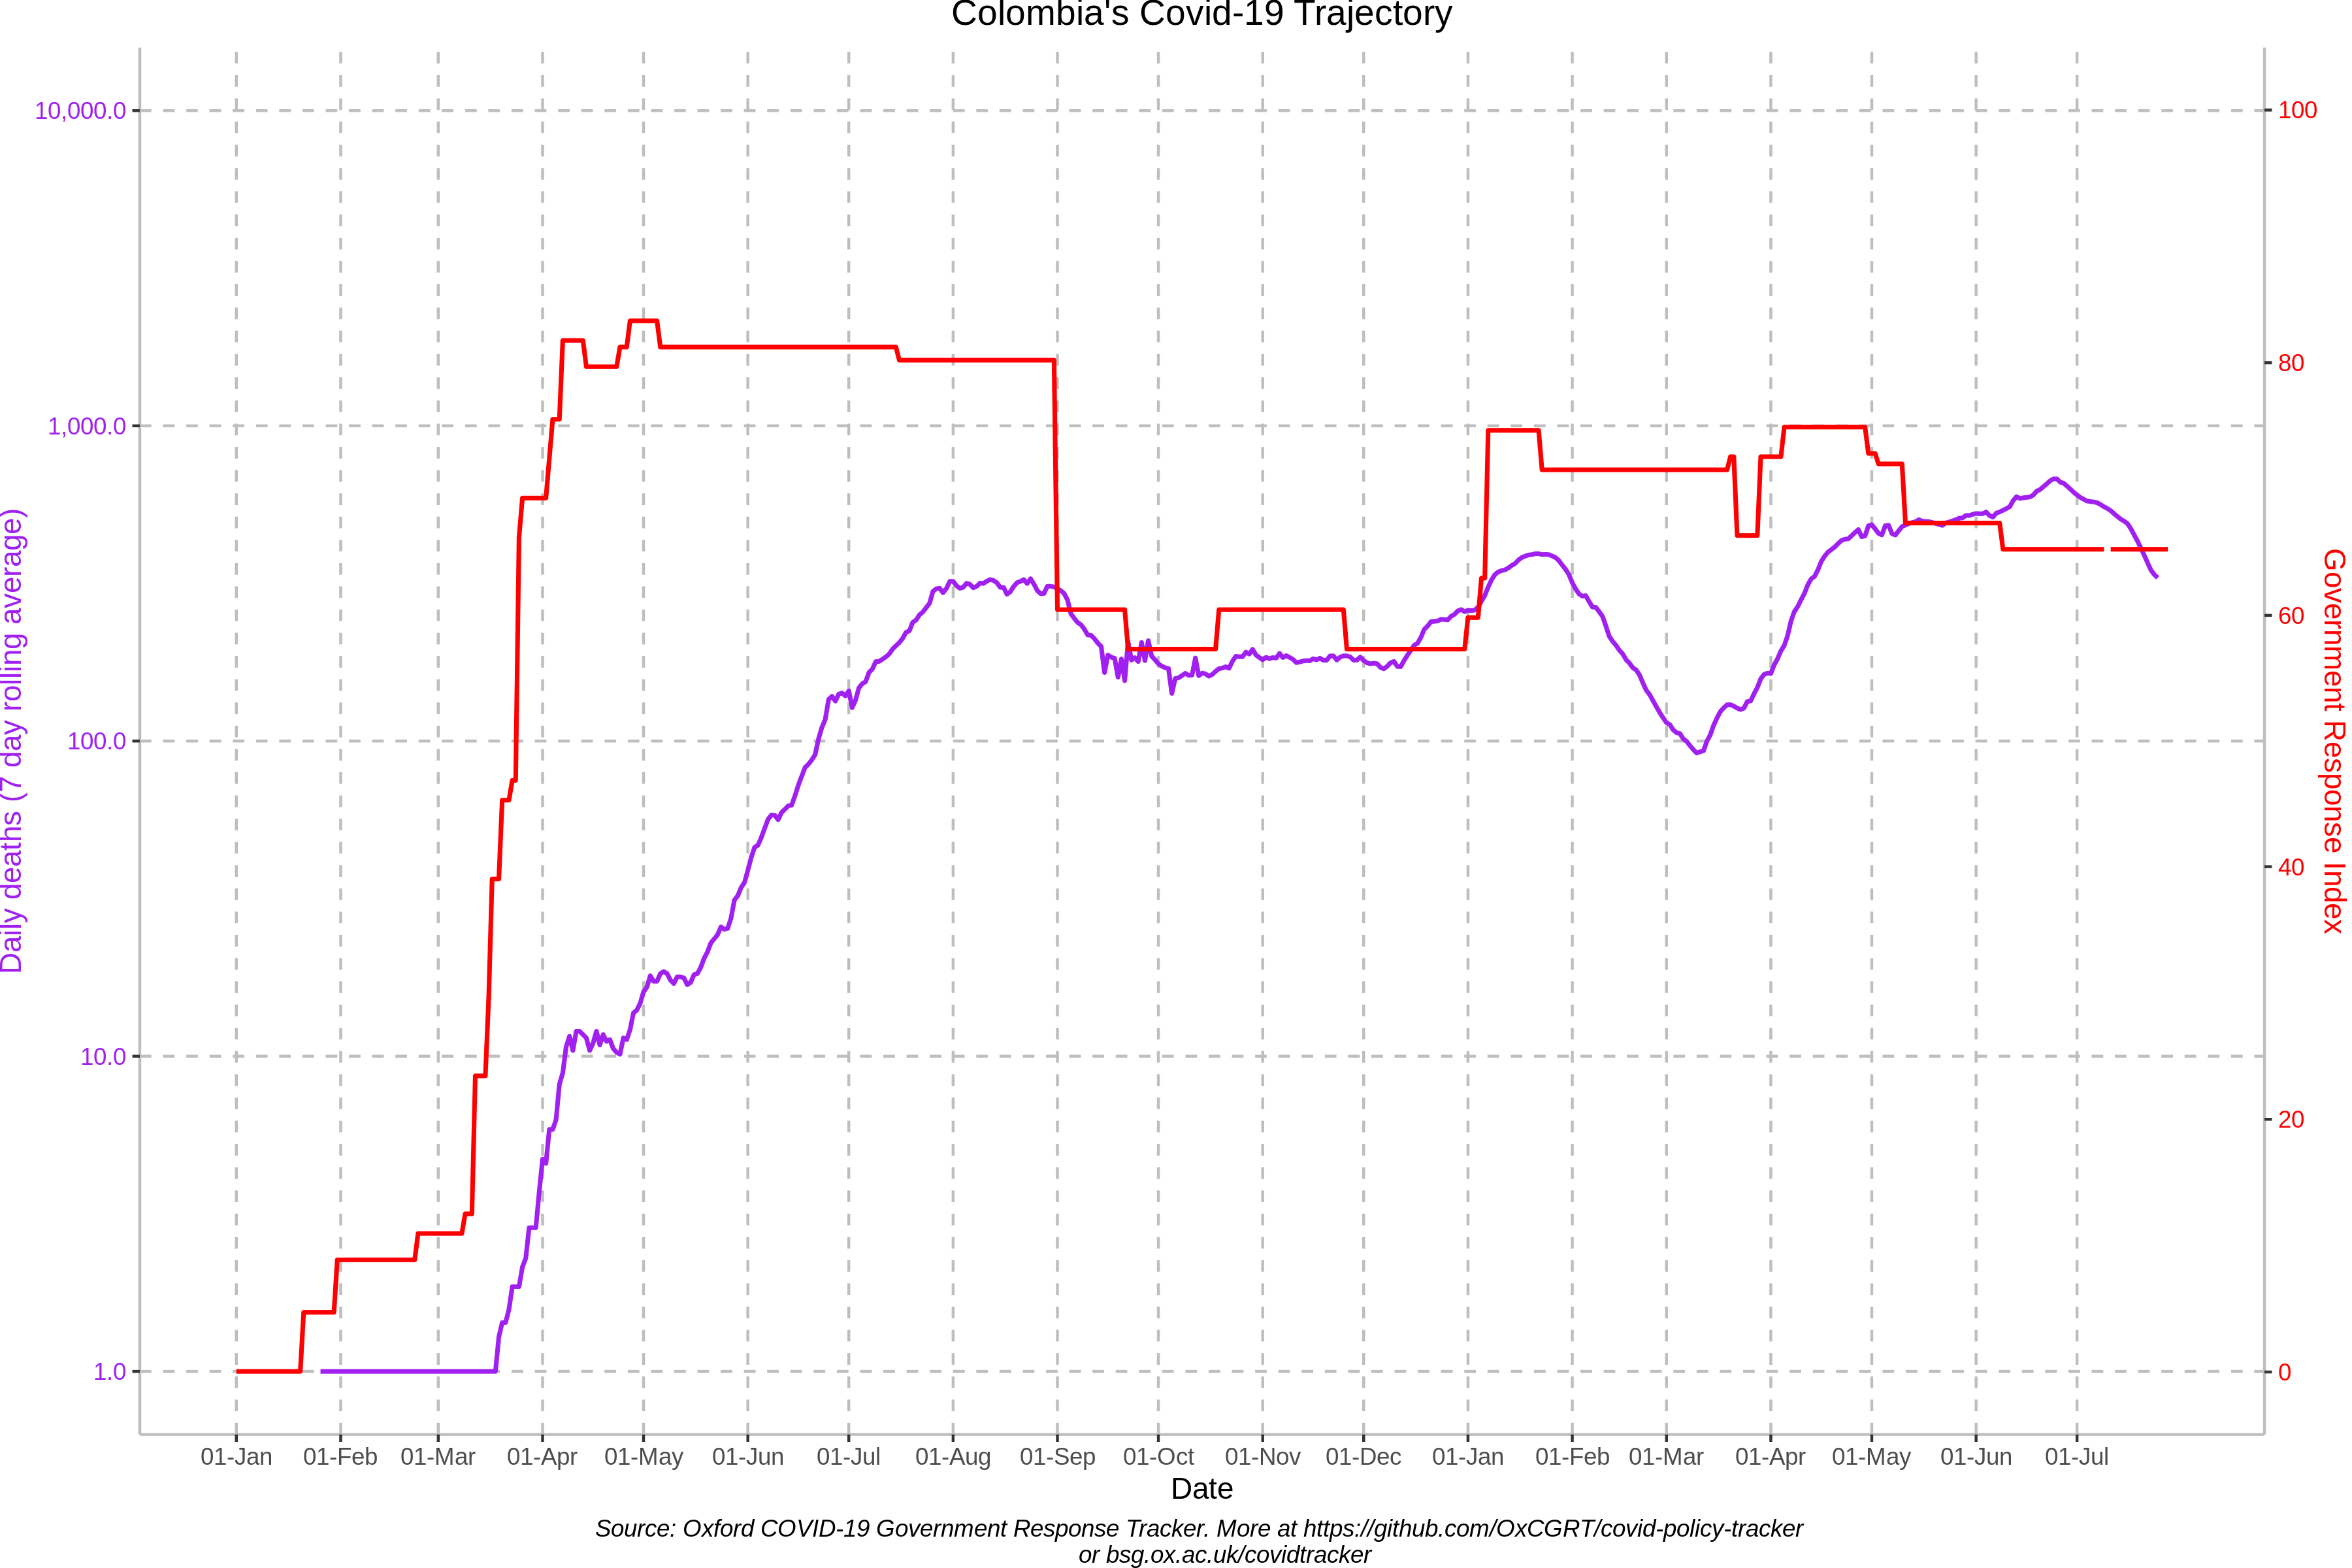 Colombia's Covid-19 Trajectory
10,000.0
1,000.0
100.0
10.0
1.0
Daily deaths (7 day rolling average)
100
80
60
40
20
0
Government Response Index
01-Jan 01-Feb 01-Mar 01-Apr 01-May 01-Jun 01-Jul 01-Aug 01-Sep 01-Oct 01-Nov 01-Dec 01-Jan 01-Feb 01-Mar 01-Apr 01-May 01-Jun 01-Jul
Date
Source: Oxford COVID-19 Government Response Tracker. More at https://github.com/OxCGRT/covid-policy-tracker
or bsg.ox.ac.uk/covidtracker